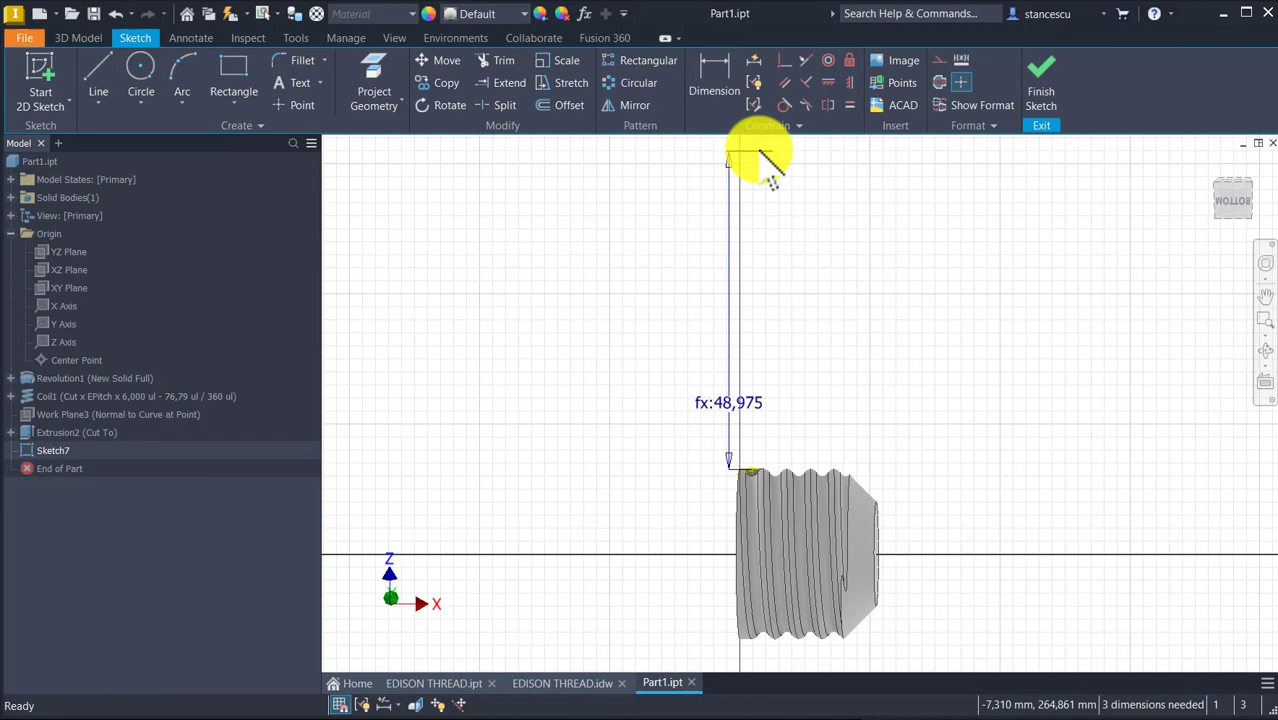 Material
Default
Part1.ipt
Search Help & Commands...
stancescu
File
3D Model
Sketch
Annotate
Inspect
Tools
Manage
View
Environments
Collaborate
Fusion 360
Start
2D Sketch
Line
Circle
Arc
Rectangle
Fillet
Text
Point
Project
Geometry
Move
Copy
Rotate
Trim
Extend
Split
Scale
Stretch
Offset
Rectangular
Circular
Mirror
Dimension
Image
Points
ACAD
Show Format
Finish
Sketch
Sketch
Create
Modify
Pattern
Constrain
Insert
Format
Exit
Model
Part1.ipt
Model States: [Primary]
Solid Bodies(1)
View: [Primary]
Origin
YZ Plane
XZ Plane
XY Plane
X Axis
Y Axis
Z Axis
Center Point
Revolution1 (New Solid Full)
Coil1 (Cut x EPitch x 6,000 ul - 76,79 ul / 360 ul)
Work Plane3 (Normal to Curve at Point)
Extrusion2 (Cut To)
Sketch7
End of Part
BOTTOM
fx:48,975
Z
X
Home
EDISON THREAD.ipt
EDISON THREAD.idw
Part1.ipt
Ready
-7,310 mm, 264,861 mm
3 dimensions needed
1
3